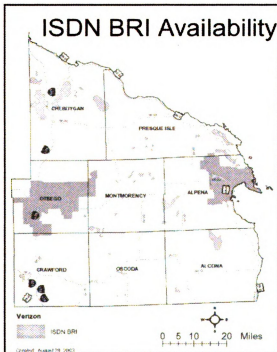 ISDN BRI Availability
CHEBOYGAN
PRESQUE ISLE
OTSEGO
MONTMORENCY
ALPENA
CRAWFORD
OSCODA
ALCONA
Verizon
ISDN BRI
0 5 10 20 Miles